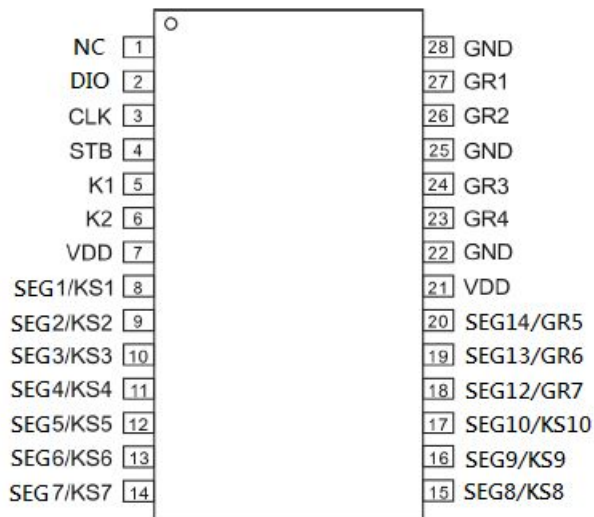 NC 1 28 GND
DIO 2 27 GR1
CLK 3 26 GR2
STB 4 25 GND
K1 5 24 GR3
K2 6 23 GR4
VDD 7 22 GND
SEG1/KS1 8 21 VDD
SEG2/KS2 9 20 SEG14/GR5
SEG3/KS3 10 19 SEG13/GR6
SEG4/KS4 11 18 SEG12/GR7
SEG5/KS5 12 17 SEG10/KS10
SEG6/KS6 13 16 SEG9/KS9
SEG7/KS7 14 15 SEG8/KS8